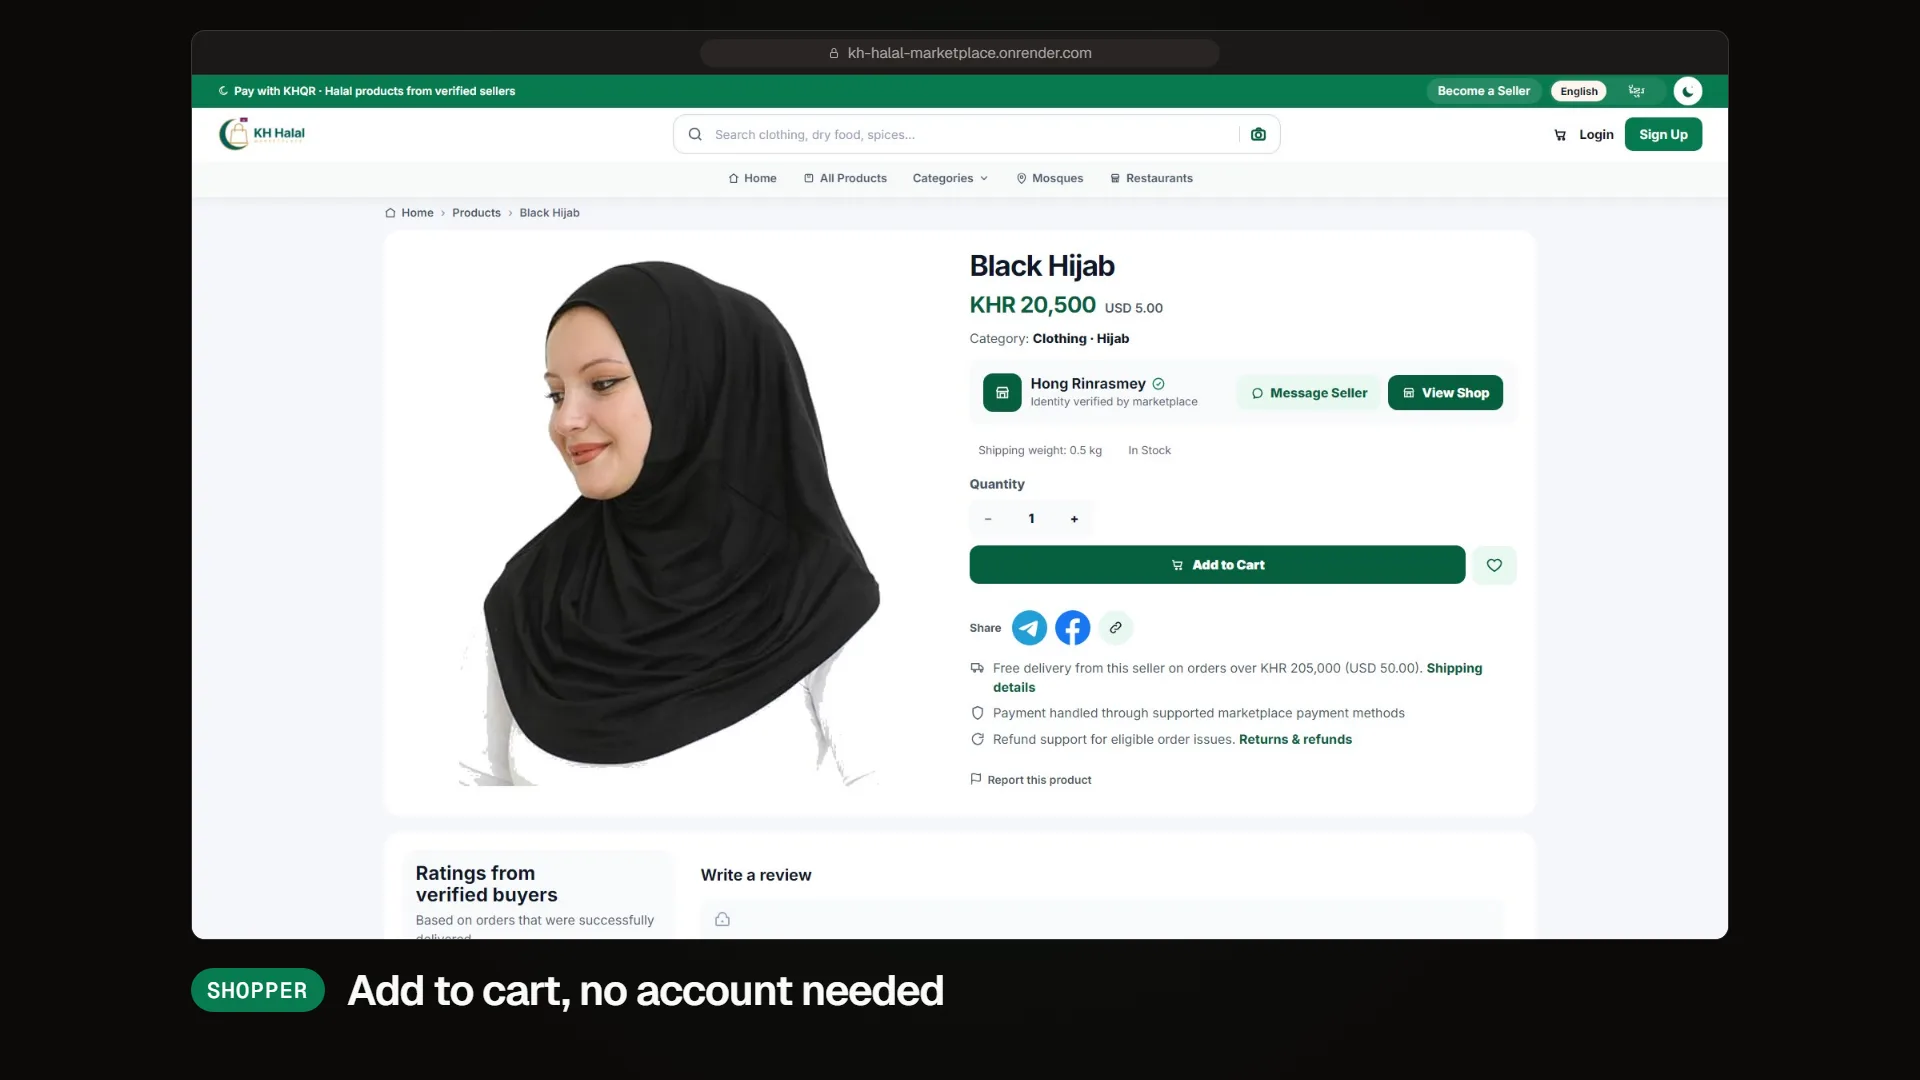 kh-halal-marketplace.onrender.com
Pay with KHQR · Halal products from verified sellers
Become a Seller
English
ខ្មែរ
KH Halal
Search clothing, dry food, spices...
Login
Sign Up
Home
All Products
Categories
Mosques
Restaurants
Home › Products › Black Hijab
Black Hijab
KHR 20,500 USD 5.00
Category: Clothing · Hijab
Hong Rinrasmey
Identity verified by marketplace
Message Seller
View Shop
Shipping weight: 0.5 kg
In Stock
Quantity
− 1 +
Add to Cart
Share
Free delivery from this seller on orders over KHR 205,000 (USD 50.00). Shipping
details
Payment handled through supported marketplace payment methods
Refund support for eligible order issues. Returns & refunds
Report this product
Ratings from
verified buyers
Based on orders that were successfully
delivered
Write a review
SHOPPER
Add to cart, no account needed